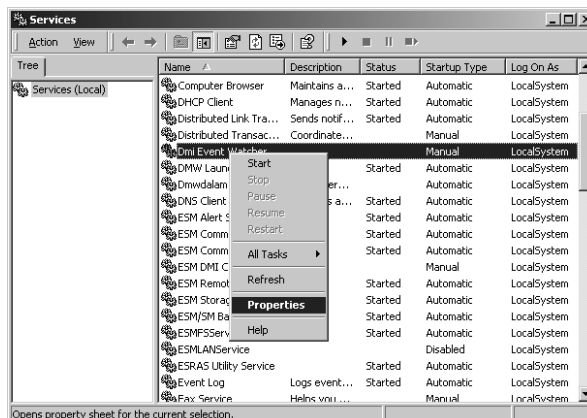 Services
Action View
Tree
Services (Local)
Name Description Status Startup Type Log On As
Computer Browser Maintains a... Started Automatic LocalSystem
DHCP Client Manages n... Started Automatic LocalSystem
Distributed Link Tra... Sends notif... Started Automatic LocalSystem
Distributed Transac... Coordinate... Manual LocalSystem
Dmi Event Watcher Manual LocalSystem
DMW Laun Started Automatic LocalSystem
Dmwdalam er... Automatic LocalSystem
DNS Client s a... Started Automatic LocalSystem
ESM Alert S Started Automatic LocalSystem
ESM Comm Started Automatic LocalSystem
ESM Comm Started Automatic LocalSystem
ESM DMI C Manual LocalSystem
ESM Remot Started Automatic LocalSystem
ESM Storag Started Automatic LocalSystem
ESM/SM Ba Started Automatic LocalSystem
ESMFSServ Started Automatic LocalSystem
ESMLANService Disabled LocalSystem
ESRAS Utility Service Started Automatic LocalSystem
Event Log Logs event... Started Automatic LocalSystem
Fax Service Helps you ... Manual LocalSystem
Start
Stop
Pause
Resume
Restart
All Tasks
Refresh
Properties
Help
Opens property sheet for the current selection.